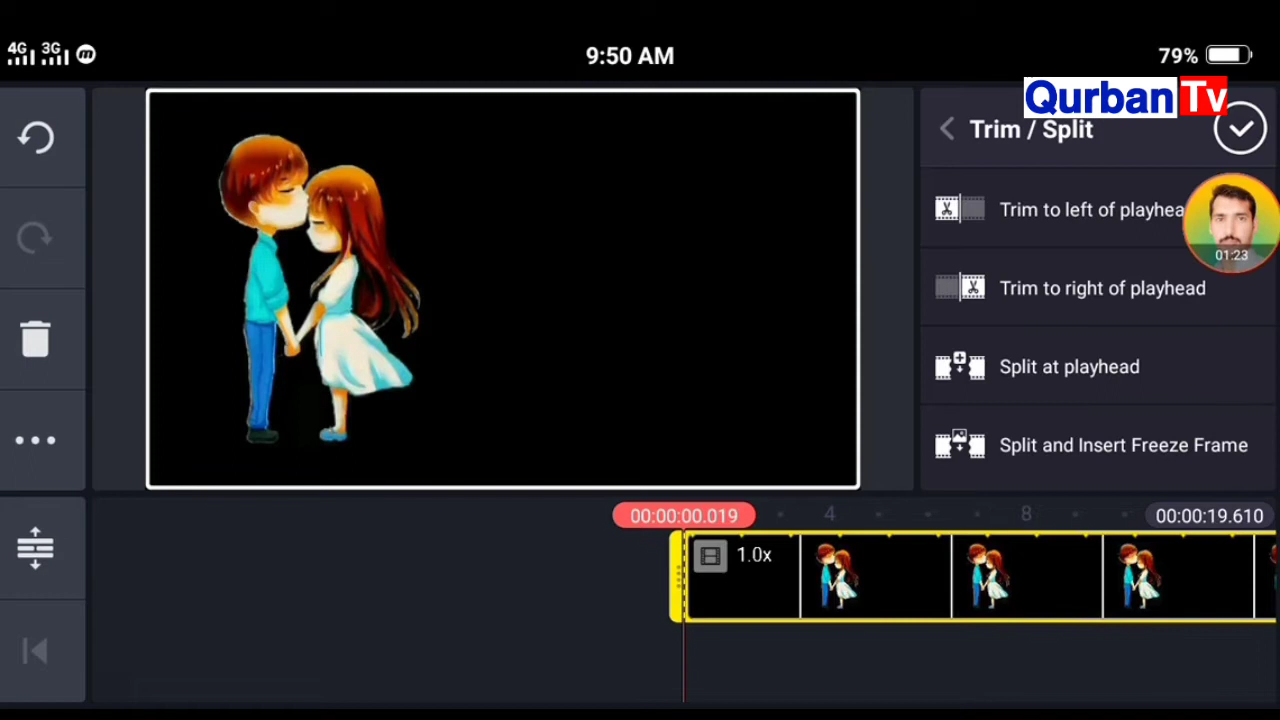 4G 3G m
9:50 AM
79%
Qurban Tv
Trim / Split
Trim to left of playhea
01:23
Trim to right of playhead
Split at playhead
Split and Insert Freeze Frame
00:00:00.019
4
8
00:00:19.610
1.0x